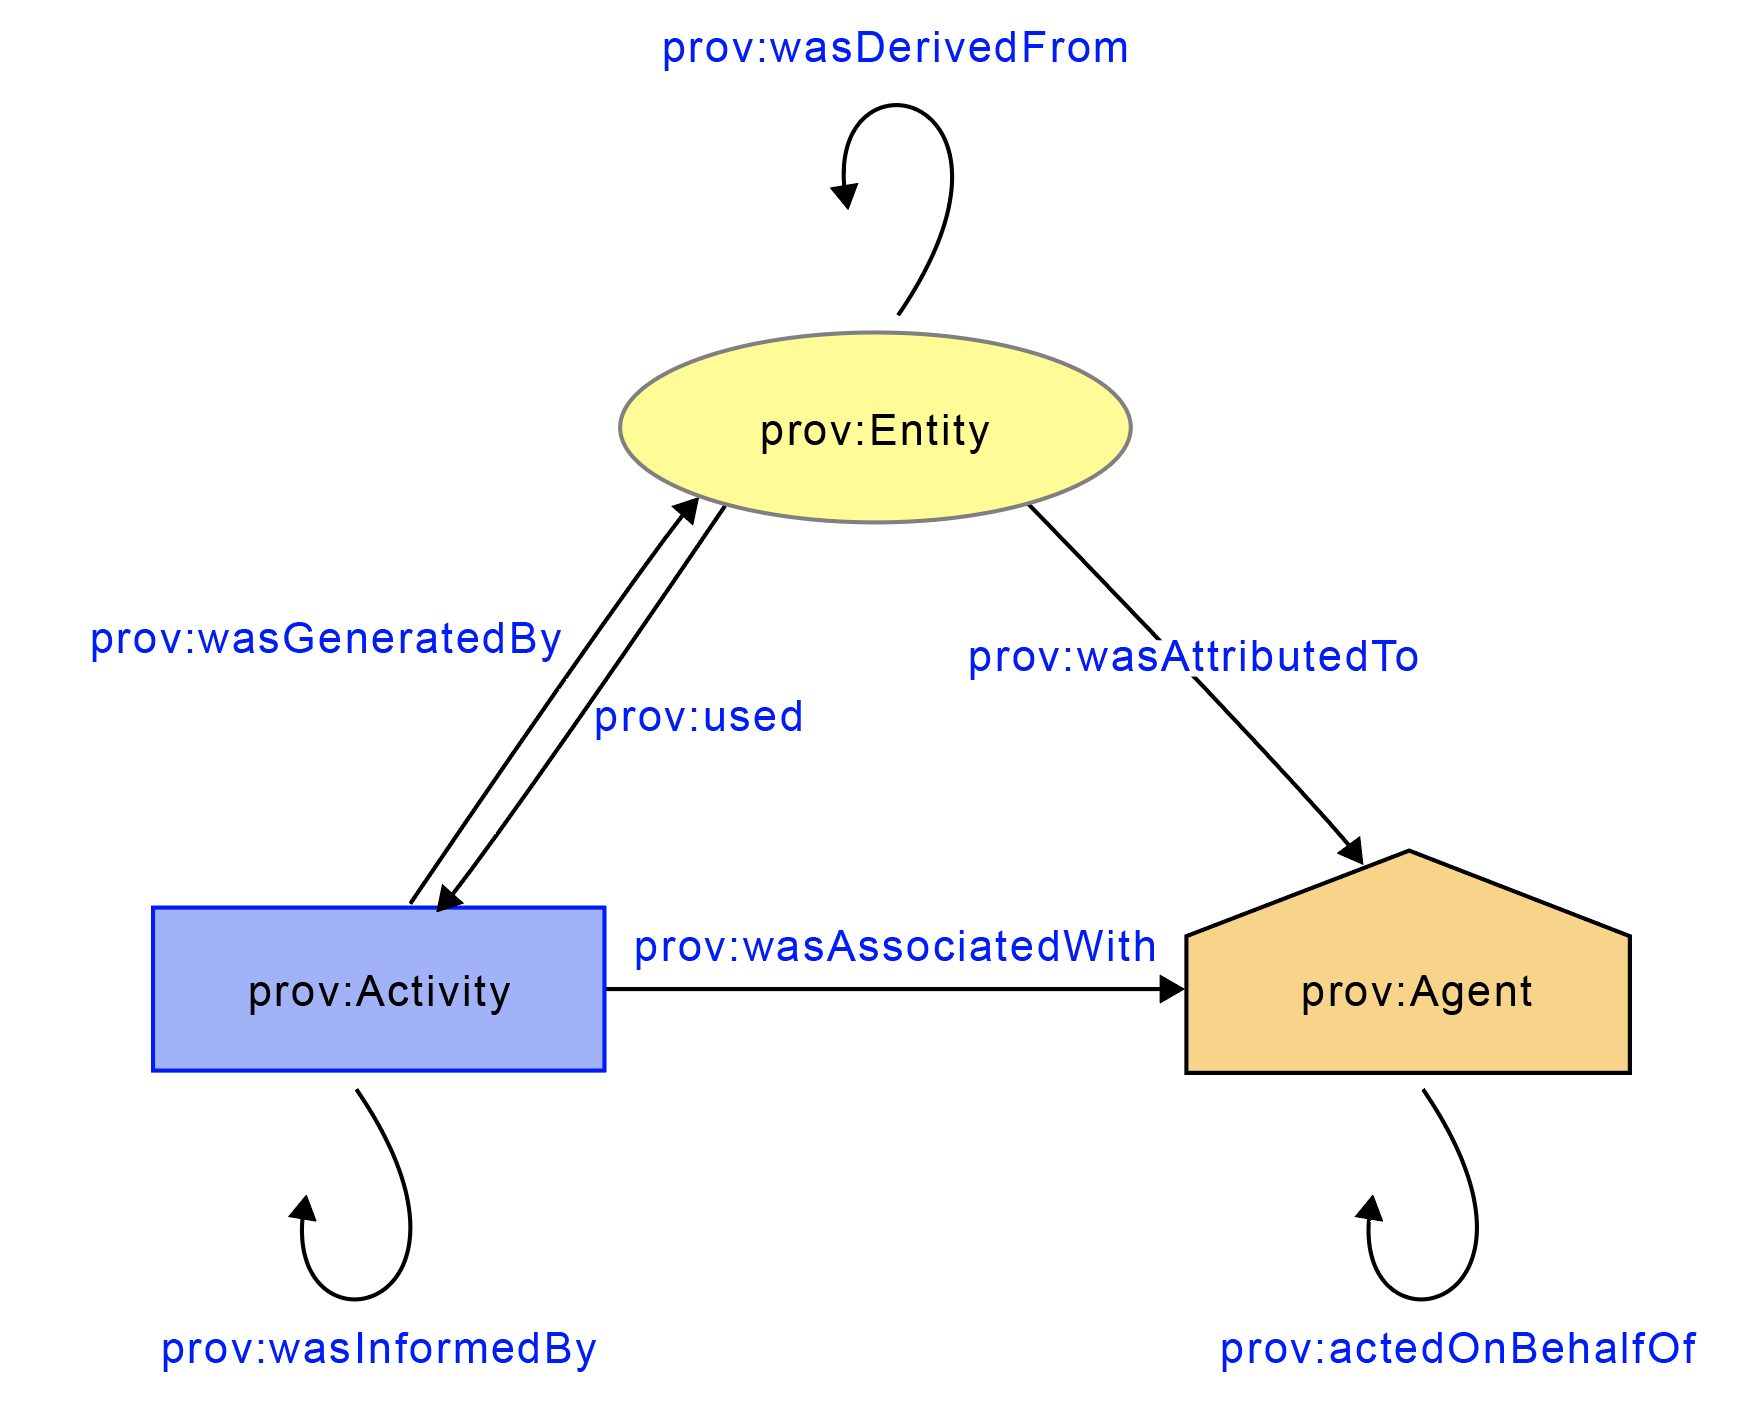 prov:wasDerivedFrom
prov:Entity
prov:wasGeneratedBy
prov:wasAttributedTo
prov:used
prov:wasAssociatedWith
prov:Activity
prov:Agent
prov:wasInformedBy
prov:actedOnBehalfOf